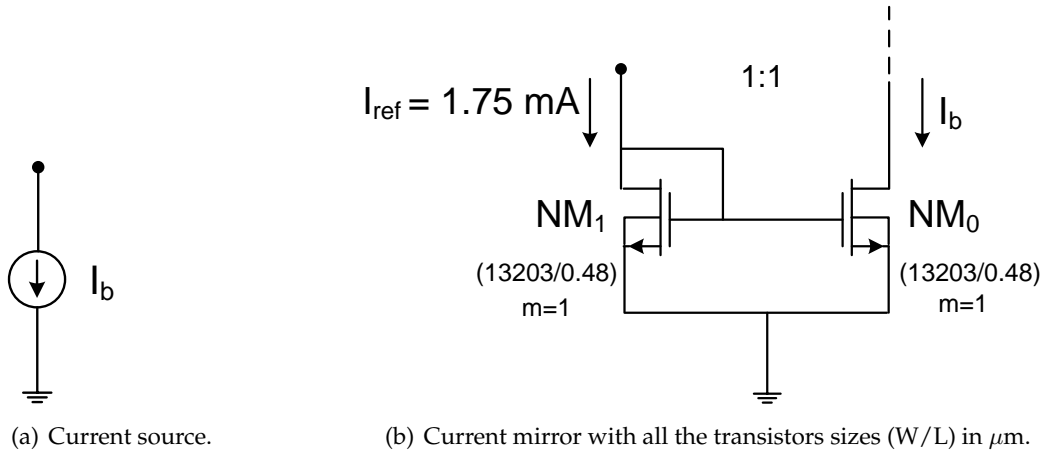 1:1
I_ref = 1.75 mA
I_b
I_b
NM_1
NM_0
(13203/0.48)
m=1
(13203/0.48)
m=1
(a) Current source.
(b) Current mirror with all the transistors sizes (W/L) in μm.